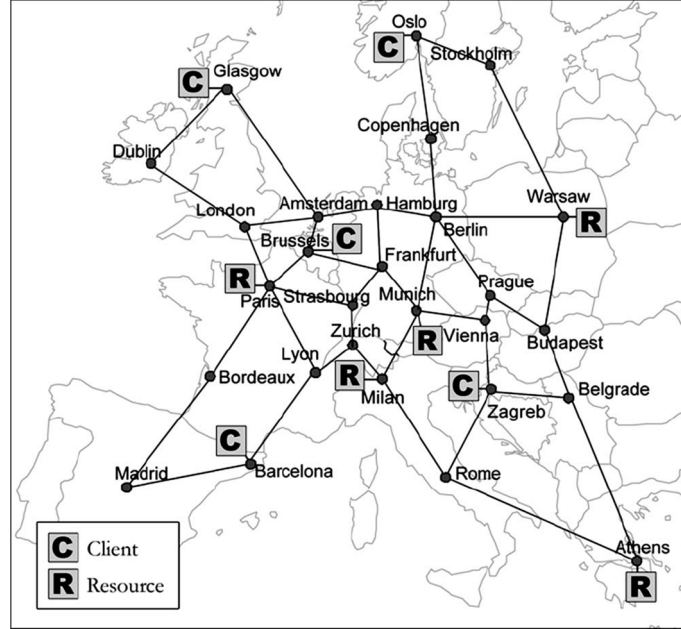 Oslo
C
Stockholm
C
Glasgow
Copenhagen
Dublin
Amsterdam
Hamburg
Warsaw
R
London
Berlin
Brussels
C
Frankfurt
R
Paris
Strasbourg
Munich
Prague
Zurich
R
Vienna
Budapest
Lyon
Bordeaux
R
Milan
C
Zagreb
Belgrade
C
Madrid
Barcelona
Rome
Athens
R
C Client
R Resource